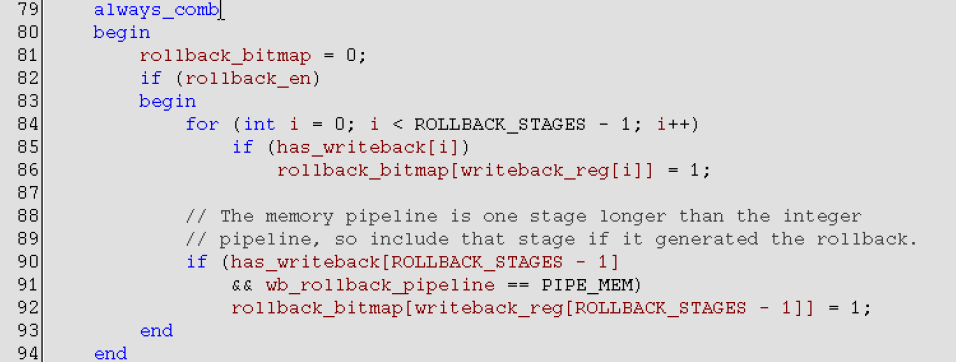 79 always_comb
80 begin
81 rollback_bitmap = 0;
82 if (rollback_en)
83 begin
84 for (int i = 0; i < ROLLBACK_STAGES - 1; i++)
85 if (has_writeback[i])
86 rollback_bitmap[writeback_reg[i]] = 1;
87
88 // The memory pipeline is one stage longer than the integer
89 // pipeline, so include that stage if it generated the rollback.
90 if (has_writeback[ROLLBACK_STAGES - 1]
91 && wb_rollback_pipeline == PIPE_MEM)
92 rollback_bitmap[writeback_reg[ROLLBACK_STAGES - 1]] = 1;
93 end
94 end